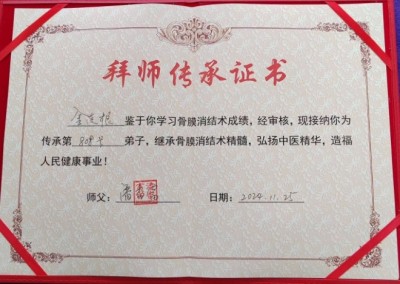 拜师传承证书
鉴于你学习骨膜消结术成绩，经审核，现接纳你为
传承第 弟子，继承骨膜消结术精髓，弘扬中医精华，造福
人民健康事业！
师父： 日期：2024.11.25